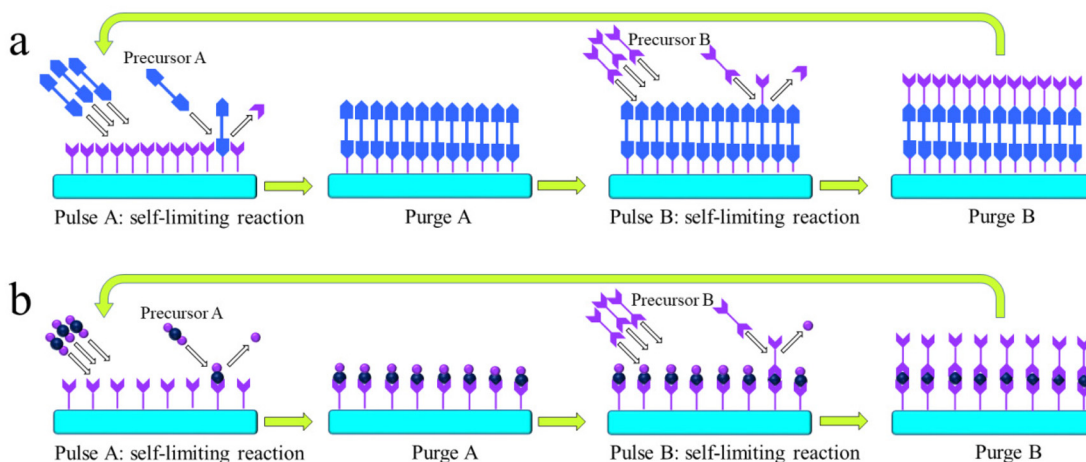 a
Precursor A
Precursor B
Pulse A: self-limiting reaction
Purge A
Pulse B: self-limiting reaction
Purge B
b
Precursor A
Precursor B
Pulse A: self-limiting reaction
Purge A
Pulse B: self-limiting reaction
Purge B